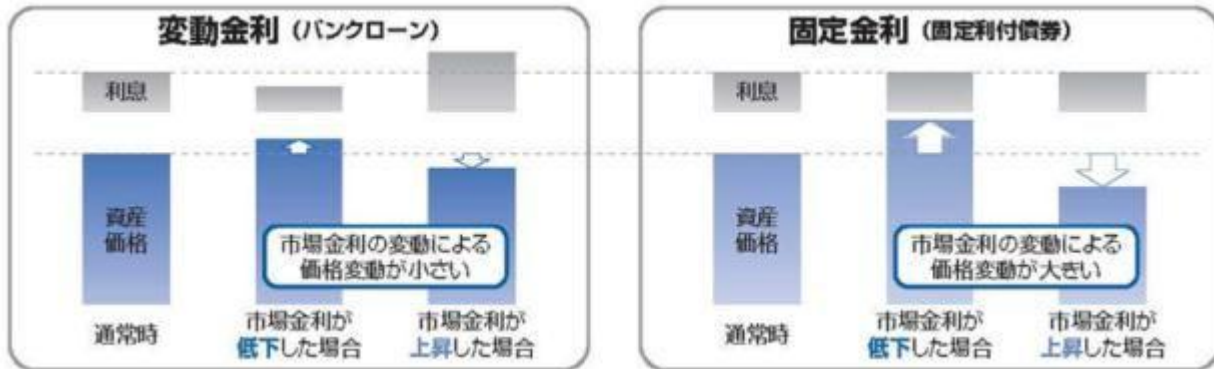 変動金利 (バンクローン)
利息
資産
価格
市場金利の変動による
価格変動が小さい
通常時
市場金利が
低下した場合
市場金利が
上昇した場合
固定金利 (固定利付債券)
利息
資産
価格
市場金利の変動による
価格変動が大きい
通常時
市場金利が
低下した場合
市場金利が
上昇した場合